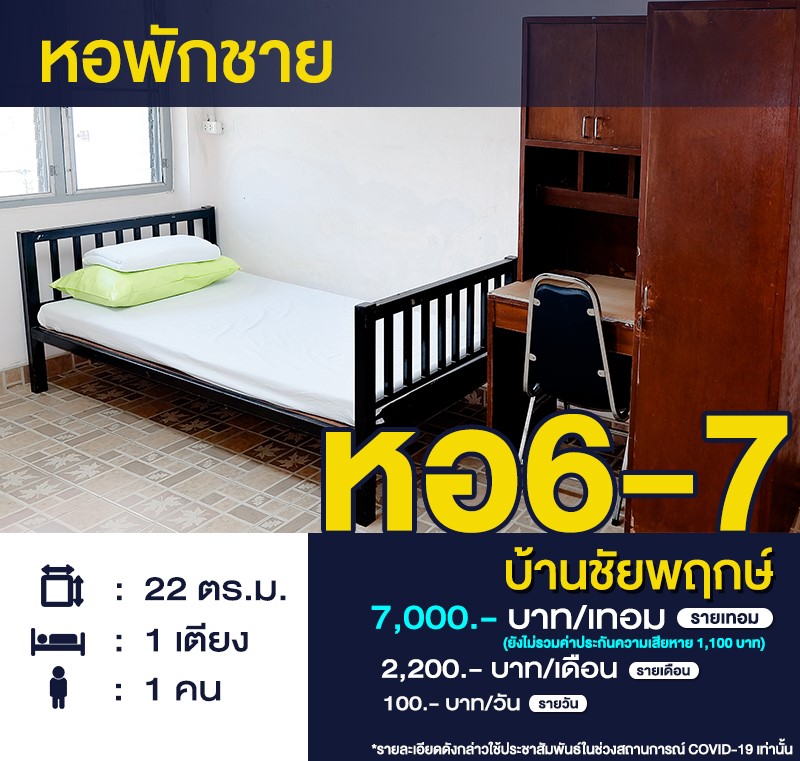 หอพักชาย
หอ6-7
บ้านชัยพฤกษ์
: 22 ตร.ม.
: 1 เตียง
: 1 คน
7,000.- บาท/เทอม รายเทอม
(ยังไม่รวมค่าประกันความเสียหาย 1,100 บาท)
2,200.- บาท/เดือน รายเดือน
100.- บาท/วัน รายวัน
*รายละเอียดดังกล่าวใช้ประชาสัมพันธ์ในช่วงสถานการณ์ COVID-19 เท่านั้น